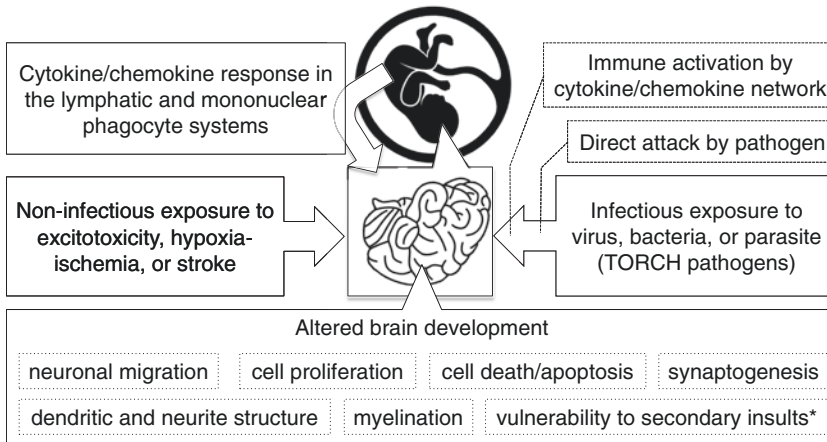 Cytokine/chemokine response in
the lymphatic and mononuclear
phagocyte systems
Immune activation by
cytokine/chemokine network
Direct attack by pathogen
Non-infectious exposure to
excitotoxicity, hypoxia-
ischemia, or stroke
Infectious exposure to
virus, bacteria, or parasite
(TORCH pathogens)
Altered brain development
neuronal migration
cell proliferation
cell death/apoptosis
synaptogenesis
dendritic and neurite structure
myelination
vulnerability to secondary insults*